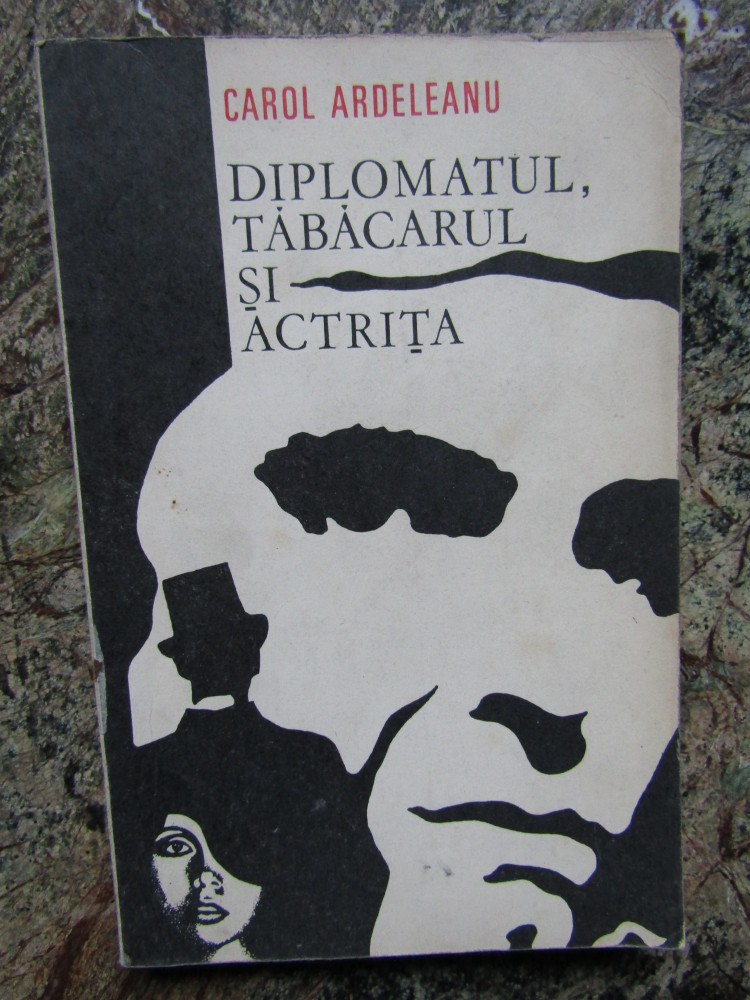 CAROL ARDELEANU
DIPLOMATUL,
TĂBĂCARUL
ȘI
ACTRIȚA